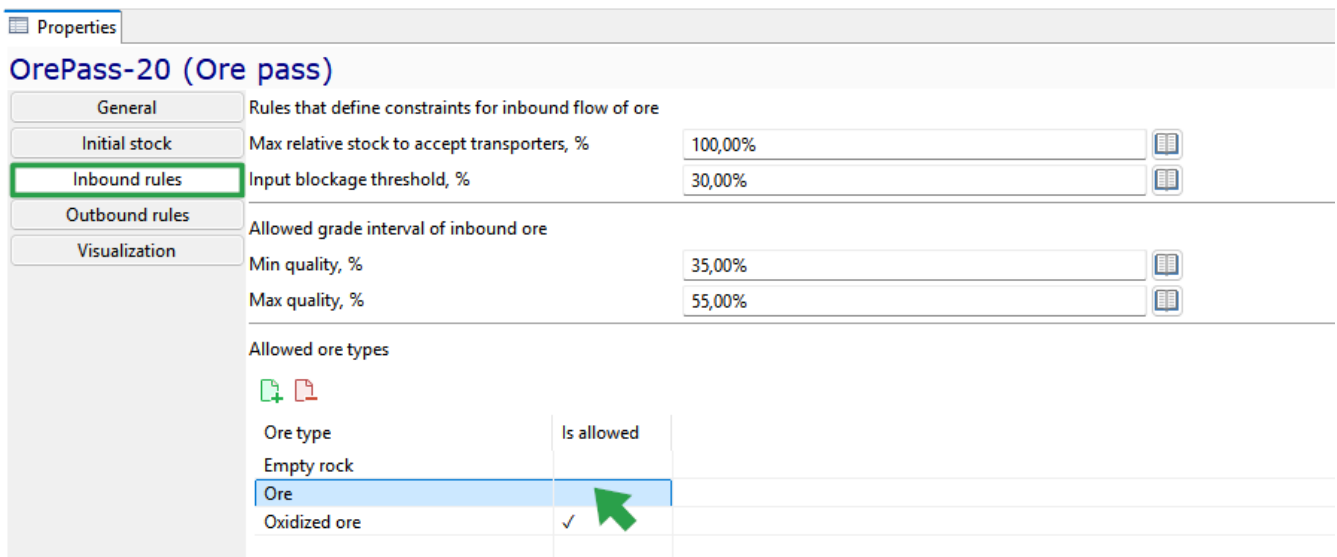 Properties
OrePass-20 (Ore pass)
General
Initial stock
Inbound rules
Outbound rules
Visualization
Rules that define constraints for inbound flow of ore
Max relative stock to accept transporters, % 100,00%
Input blockage threshold, % 30,00%
Allowed grade interval of inbound ore
Min quality, % 35,00%
Max quality, % 55,00%
Allowed ore types
Ore type Is allowed
Empty rock
Ore
Oxidized ore ✓